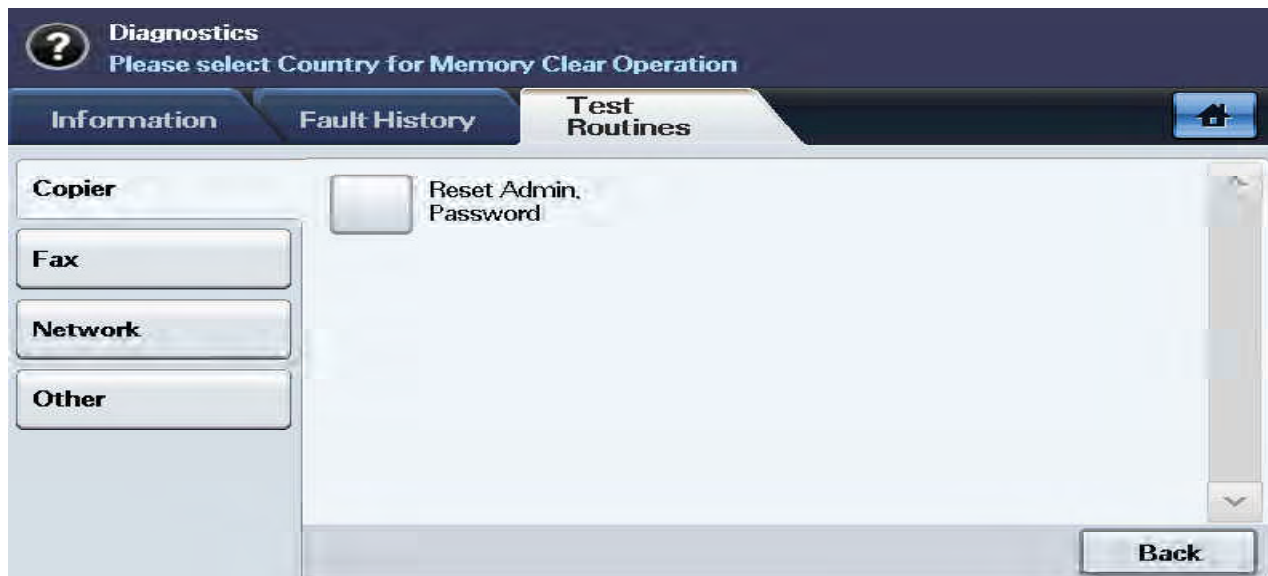 Diagnostics
Please select Country for Memory Clear Operation
Information
Fault History
Test
Routines
Copier
Reset Admin,
Password
Fax
Network
Other
Back